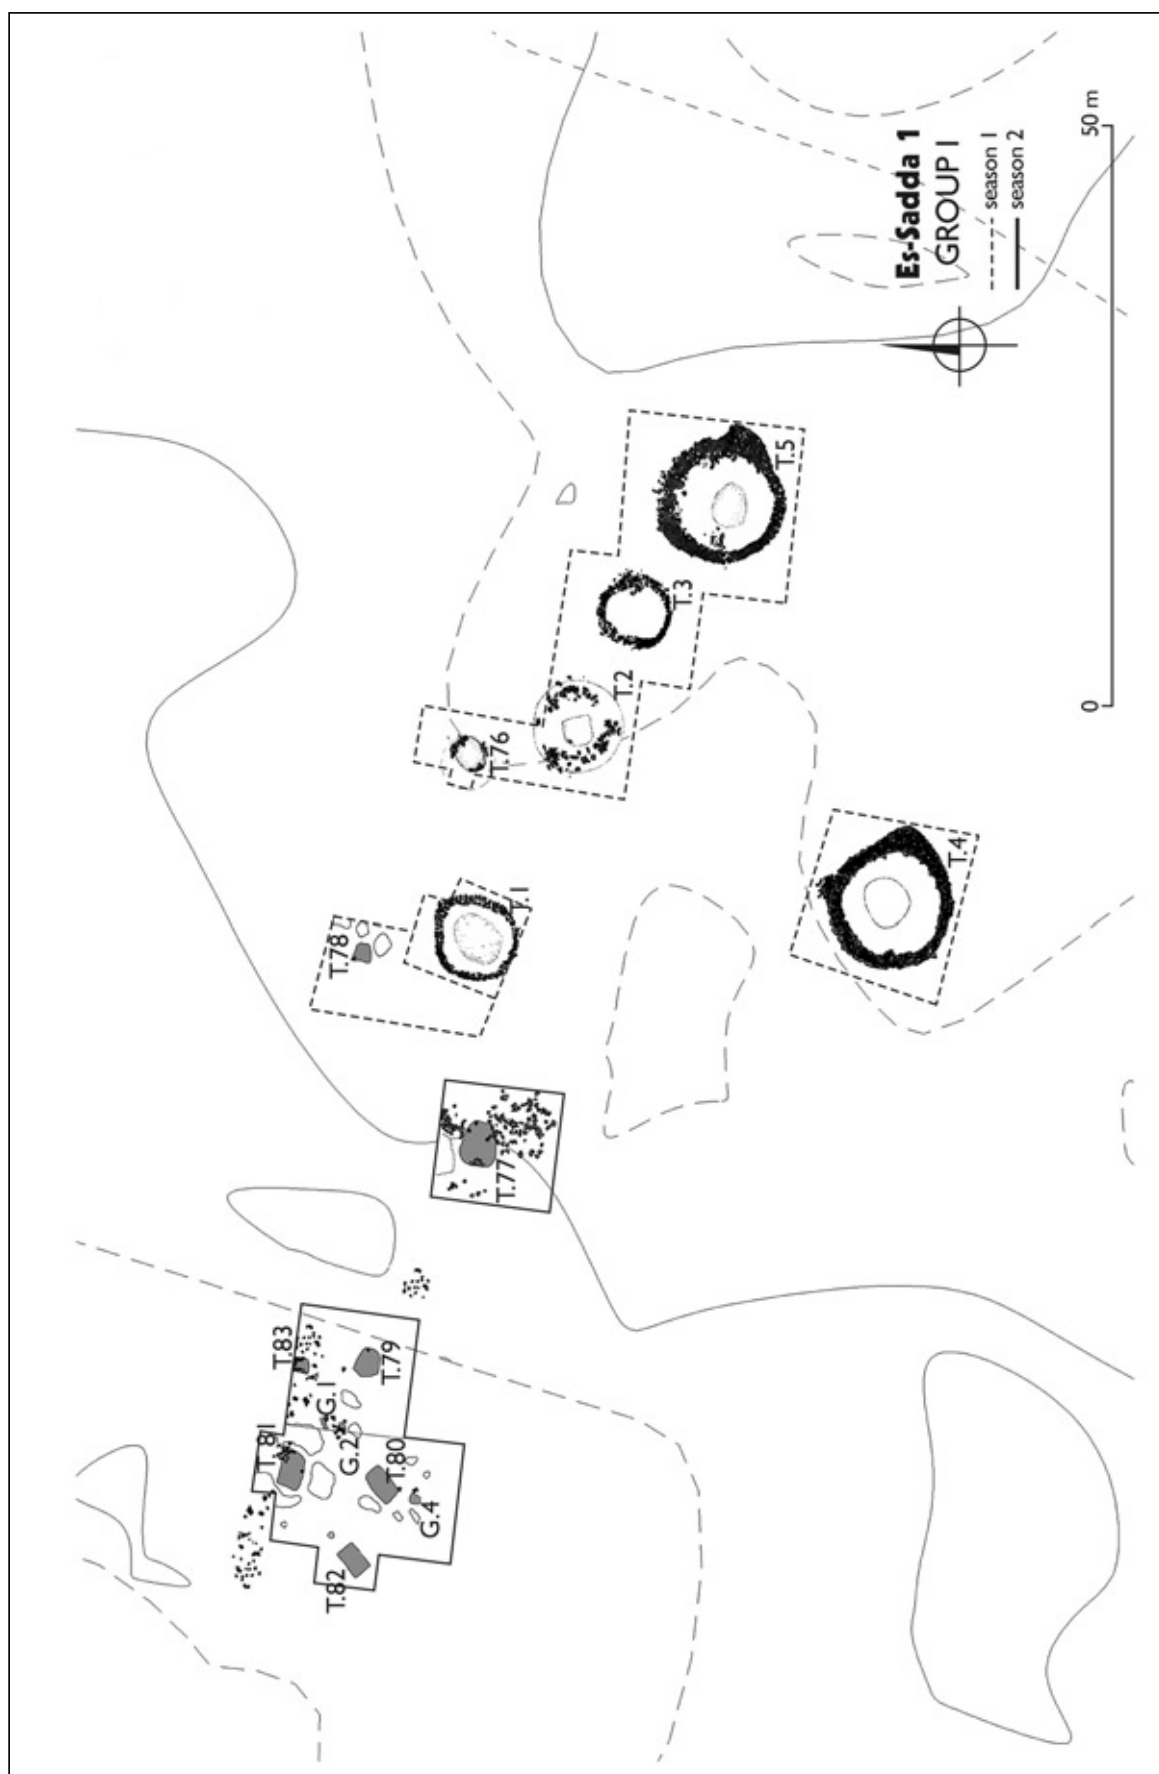 Es-Sadda 1
GROUP I
season 1
season 2
0
50 m
T.82
T.81
G.4
T.80
G.2
G.1
T.83
T.79
T.77
T.78
T.1
T.4
T.76
T.2
T.3
T.5